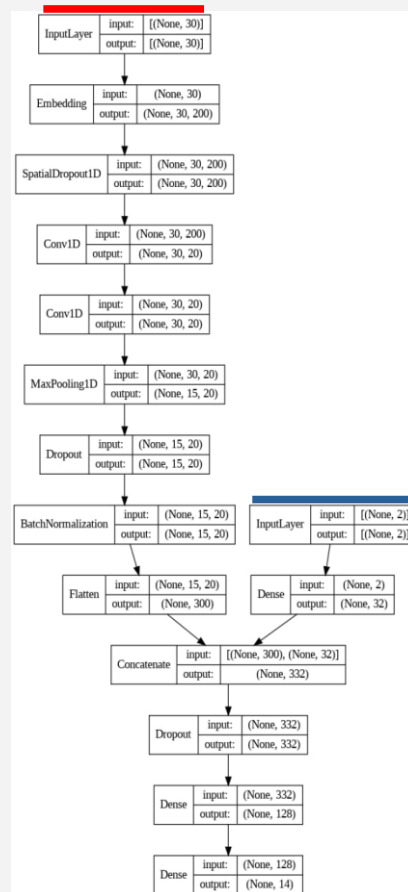 InputLayer input: [(None, 30)]
output: [(None, 30)]
Embedding input: (None, 30)
output: (None, 30, 200)
SpatialDropout1D input: (None, 30, 200)
output: (None, 30, 200)
Conv1D input: (None, 30, 200)
output: (None, 30, 20)
Conv1D input: (None, 30, 20)
output: (None, 30, 20)
MaxPooling1D input: (None, 30, 20)
output: (None, 15, 20)
Dropout input: (None, 15, 20)
output: (None, 15, 20)
BatchNormalization input: (None, 15, 20)
output: (None, 15, 20)
InputLayer input: [(None, 2)]
output: [(None, 2)]
Flatten input: (None, 15, 20)
output: (None, 300)
Dense input: (None, 2)
output: (None, 32)
Concatenate input: [(None, 300), (None, 32)]
output: (None, 332)
Dropout input: (None, 332)
output: (None, 332)
Dense input: (None, 332)
output: (None, 128)
Dense input: (None, 128)
output: (None, 14)